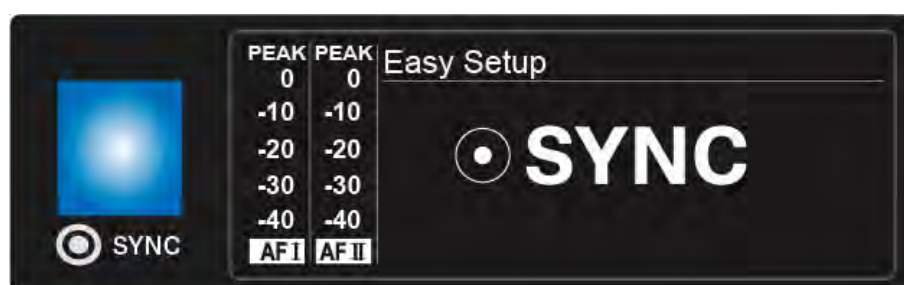 PEAK PEAK Easy Setup
0 0
-10 -10
-20 -20
-30 -30
-40 -40
AF I AF II
SYNC
SYNC